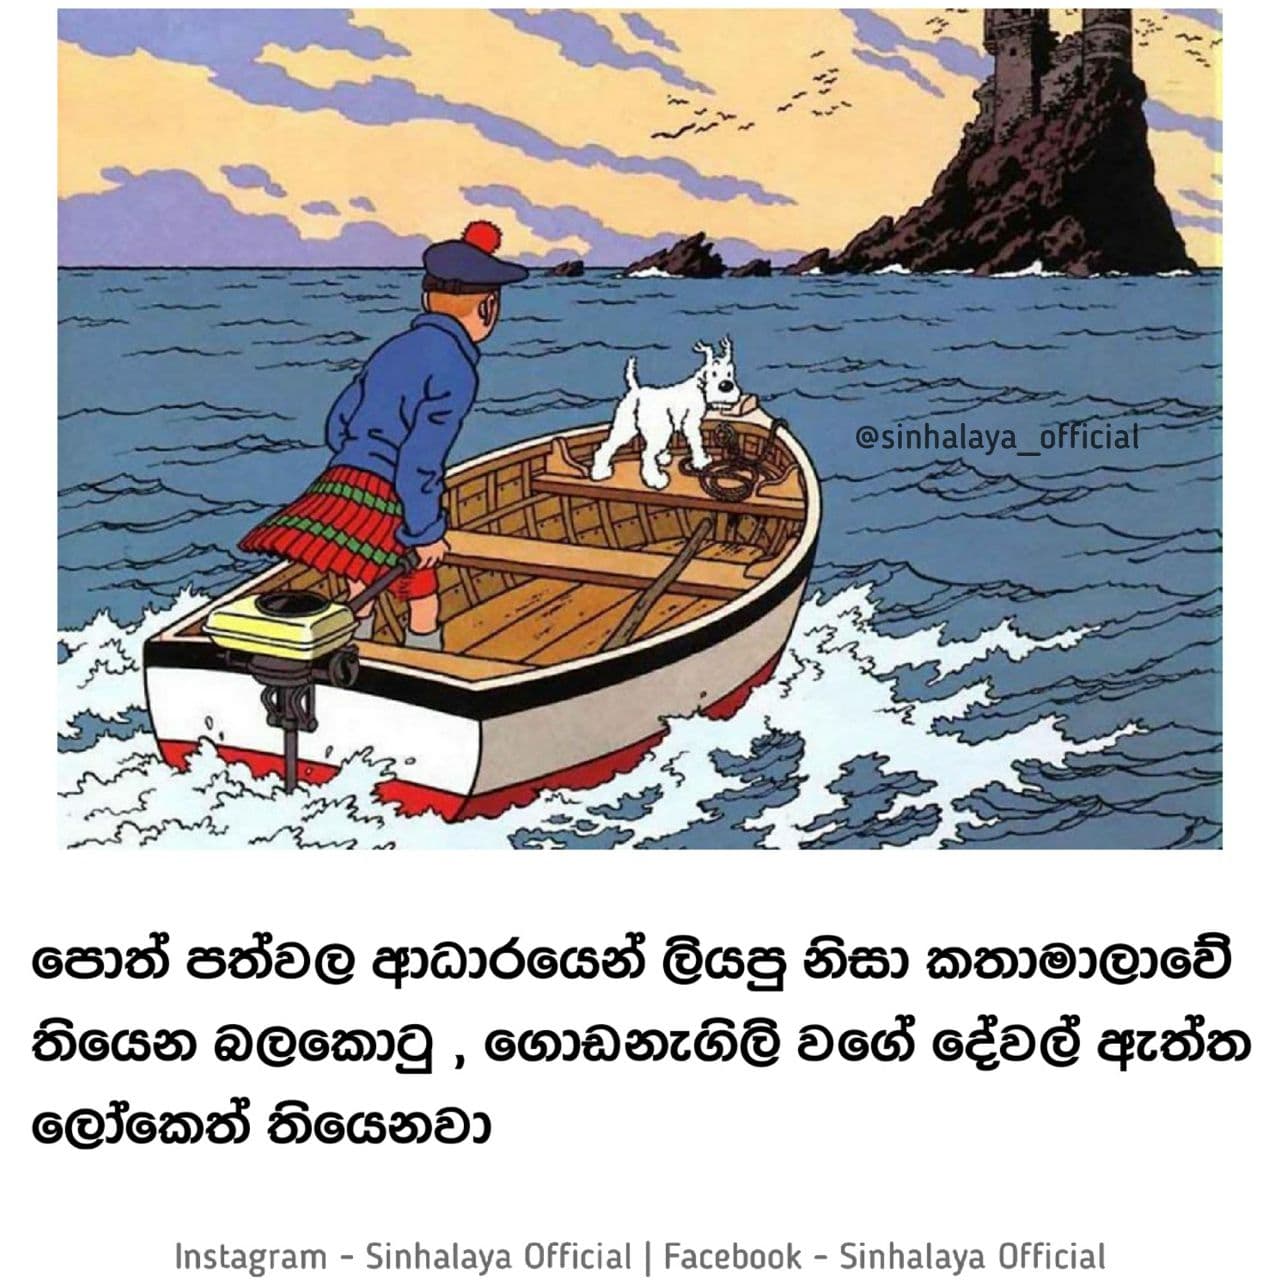 @sinhalaya_official
පොත් පත්වල ආධාරයෙන් ලියපු නිසා කතාමාලාවේ
තියෙන බලකොටු , ගොඩනැගිලි වගේ දේවල් ඇත්ත
ලෝකෙත් තියෙනවා
Instagram - Sinhalaya Official | Facebook - Sinhalaya Official